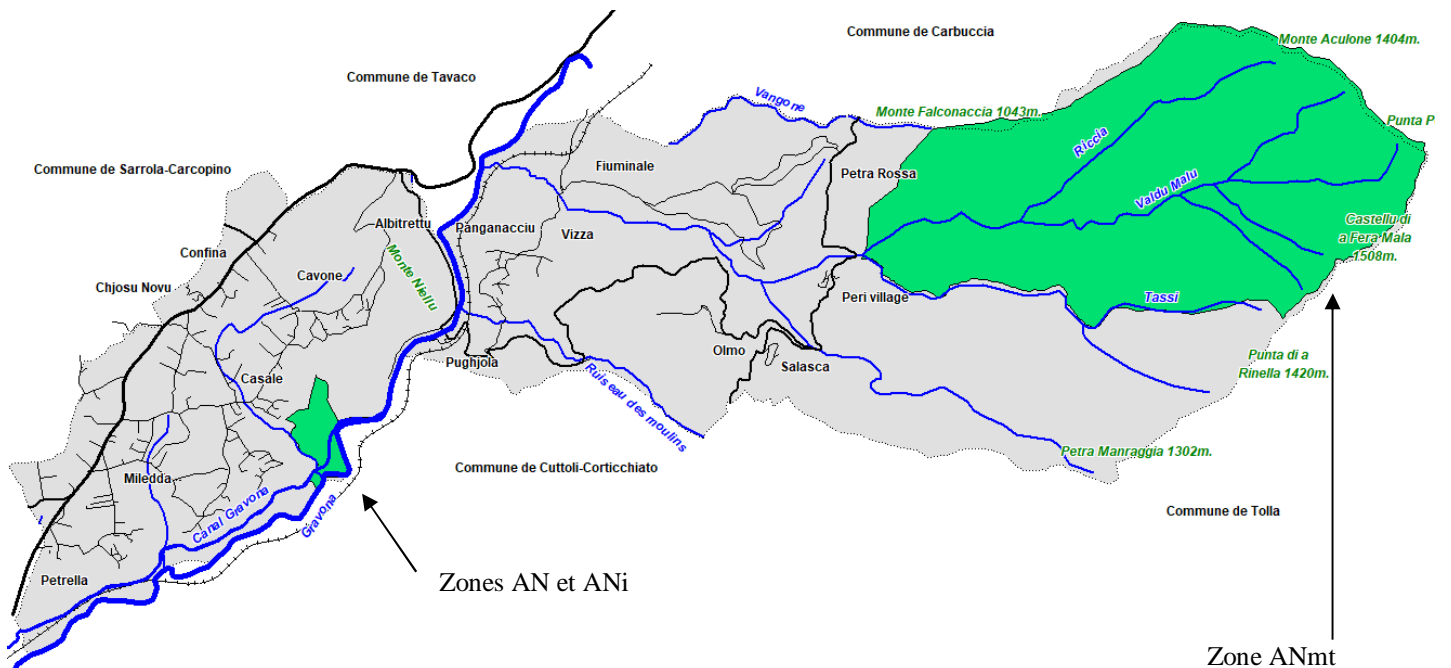 Commune de Carbuccia
Monte Aculone 1404m.
Commune de Tavaco
Vangone
Monte Falconaccia 1043m.
Punta P
Riccia
Commune de Sarrola-Carcopino
Fiuminale
Petra Rossa
Valdu Malu
Albitrettu
Panganacciu
Vizza
Castellu di
a Fera Mala
1508m.
Confina
Cavone
Monte Niellu
Chjosu Novu
Peri village
Tassi
Pughjola
Olmo
Salasca
Punta di a
Rinella 1420m.
Casale
Ruiseau des moulins
Petra Manraggia 1302m.
Commune de Cuttoli-Corticchiato
Miledda
Canal Gravona
Gravona
Commune de Tolla
Petrella
Zones AN et ANi
Zone ANmt